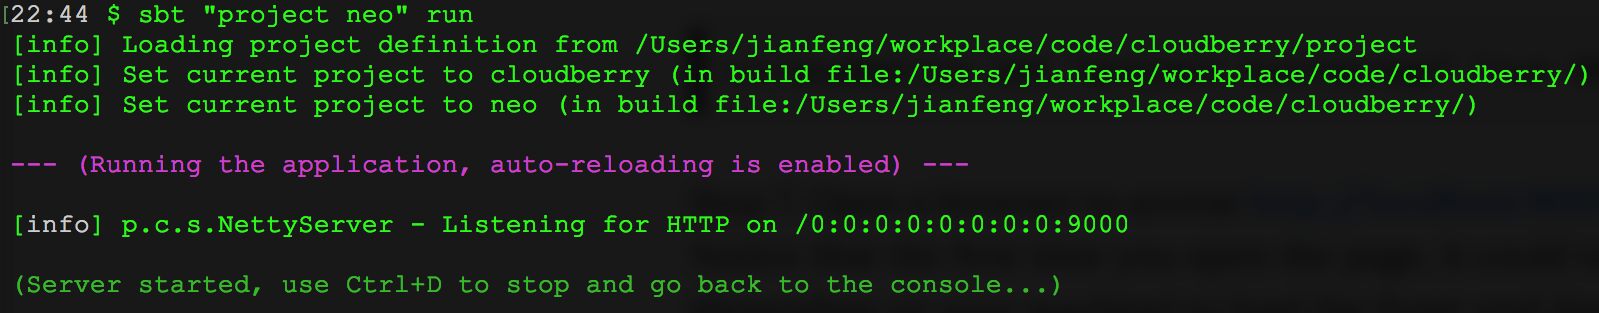 [22:44 $ sbt "project neo" run
[info] Loading project definition from /Users/jianfeng/workplace/code/cloudberry/project
[info] Set current project to cloudberry (in build file:/Users/jianfeng/workplace/code/cloudberry/)
[info] Set current project to neo (in build file:/Users/jianfeng/workplace/code/cloudberry/)
--- (Running the application, auto-reloading is enabled) ---
[info] p.c.s.NettyServer - Listening for HTTP on /0:0:0:0:0:0:0:0:9000
(Server started, use Ctrl+D to stop and go back to the console...)